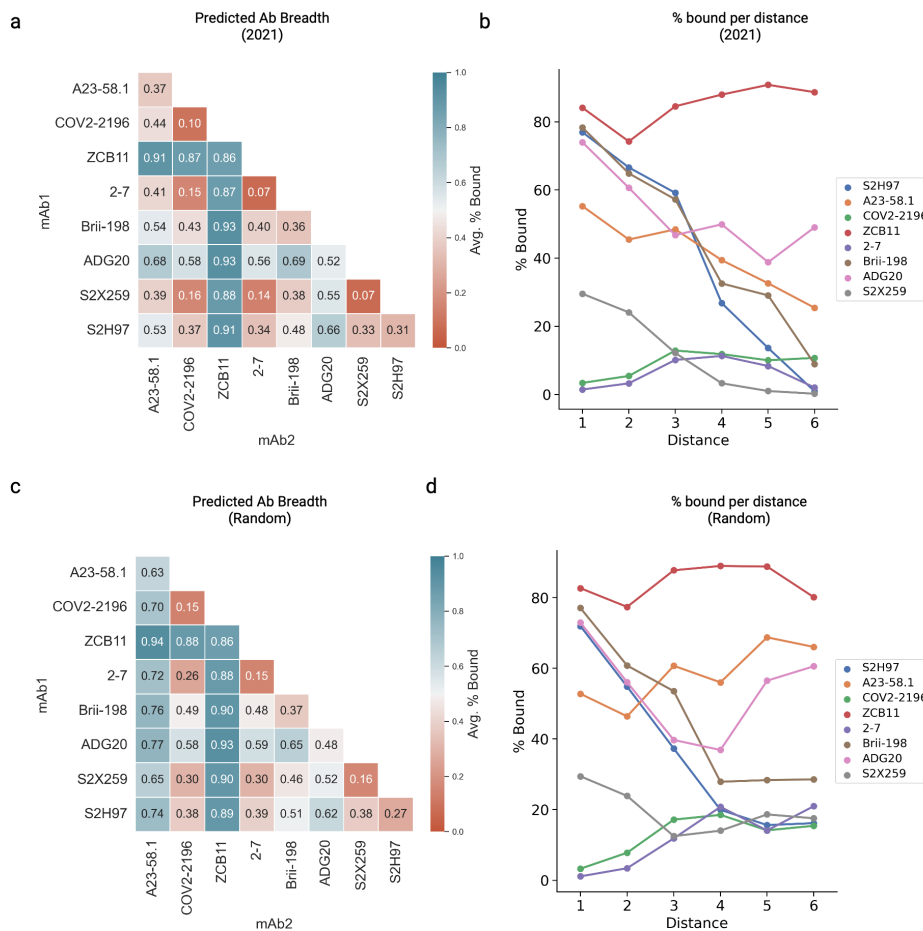 a
Predicted Ab Breadth
(2021)
A23-58.1 0.37
COV2-2196 0.44 0.10
ZCB11 0.91 0.87 0.86
2-7 0.41 0.15 0.87 0.07
Brii-198 0.54 0.43 0.93 0.40 0.36
ADG20 0.68 0.58 0.93 0.56 0.69 0.52
S2X259 0.39 0.16 0.88 0.14 0.38 0.55 0.07
S2H97 0.53 0.37 0.91 0.34 0.48 0.66 0.33 0.31
mAb1
A23-58.1 COV2-2196 ZCB11 2-7 Brii-198 ADG20 S2X259 S2H97
mAb2
1.0
0.8
0.6
0.4
0.2
0.0
Avg. % Bound
b
% bound per distance
(2021)
80
60
40
20
0
% Bound
1 2 3 4 5 6
Distance
S2H97
A23-58.1
COV2-2196
ZCB11
2-7
Brii-198
ADG20
S2X259
c
Predicted Ab Breadth
(Random)
A23-58.1 0.63
COV2-2196 0.70 0.15
ZCB11 0.94 0.88 0.86
2-7 0.72 0.26 0.88 0.15
Brii-198 0.76 0.49 0.90 0.48 0.37
ADG20 0.77 0.58 0.93 0.59 0.65 0.48
S2X259 0.65 0.30 0.90 0.30 0.46 0.52 0.16
S2H97 0.74 0.38 0.89 0.39 0.51 0.62 0.38 0.27
mAb1
A23-58.1 COV2-2196 ZCB11 2-7 Brii-198 ADG20 S2X259 S2H97
mAb2
1.0
0.8
0.6
0.4
0.2
0.0
Avg. % Bound
d
% bound per distance
(Random)
80
60
40
20
0
% Bound
1 2 3 4 5 6
Distance
S2H97
A23-58.1
COV2-2196
ZCB11
2-7
Brii-198
ADG20
S2X259